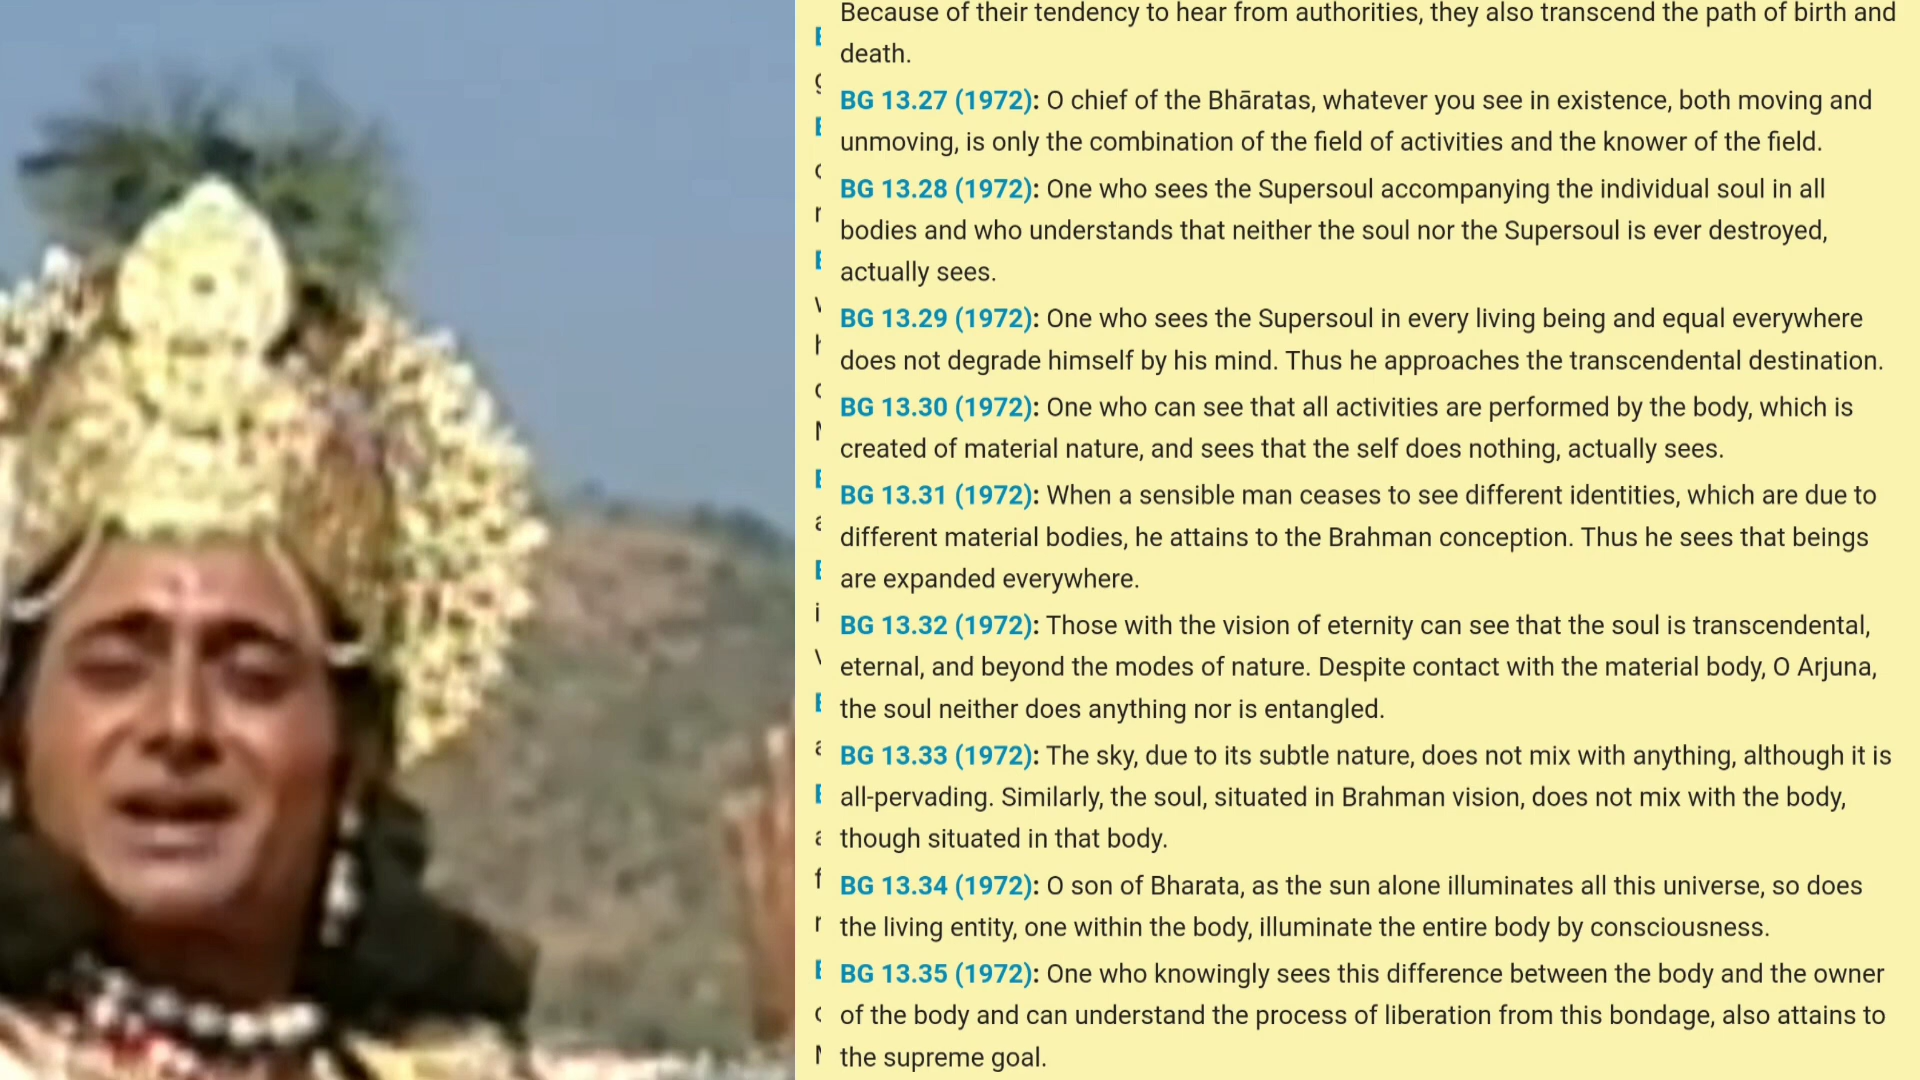 Because of their tendency to hear from authorities, they also transcend the path of birth and
death.
BG 13.27 (1972): O chief of the Bhāratas, whatever you see in existence, both moving and
unmoving, is only the combination of the field of activities and the knower of the field.
BG 13.28 (1972): One who sees the Supersoul accompanying the individual soul in all
bodies and who understands that neither the soul nor the Supersoul is ever destroyed,
actually sees.
BG 13.29 (1972): One who sees the Supersoul in every living being and equal everywhere
does not degrade himself by his mind. Thus he approaches the transcendental destination.
BG 13.30 (1972): One who can see that all activities are performed by the body, which is
created of material nature, and sees that the self does nothing, actually sees.
BG 13.31 (1972): When a sensible man ceases to see different identities, which are due to
different material bodies, he attains to the Brahman conception. Thus he sees that beings
are expanded everywhere.
BG 13.32 (1972): Those with the vision of eternity can see that the soul is transcendental,
eternal, and beyond the modes of nature. Despite contact with the material body, O Arjuna,
the soul neither does anything nor is entangled.
BG 13.33 (1972): The sky, due to its subtle nature, does not mix with anything, although it is
all-pervading. Similarly, the soul, situated in Brahman vision, does not mix with the body,
though situated in that body.
BG 13.34 (1972): O son of Bharata, as the sun alone illuminates all this universe, so does
the living entity, one within the body, illuminate the entire body by consciousness.
BG 13.35 (1972): One who knowingly sees this difference between the body and the owner
of the body and can understand the process of liberation from this bondage, also attains to
the supreme goal.